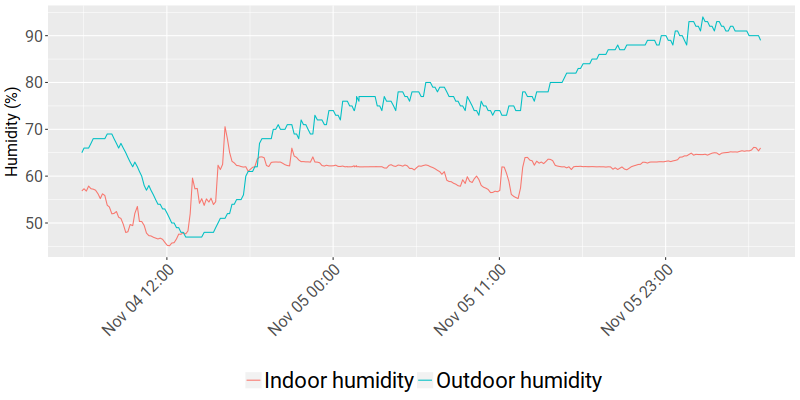 Humidity (%)
90
80
70
60
50
Nov 04 12:00
Nov 05 00:00
Nov 05 11:00
Nov 05 23:00
Indoor humidity Outdoor humidity